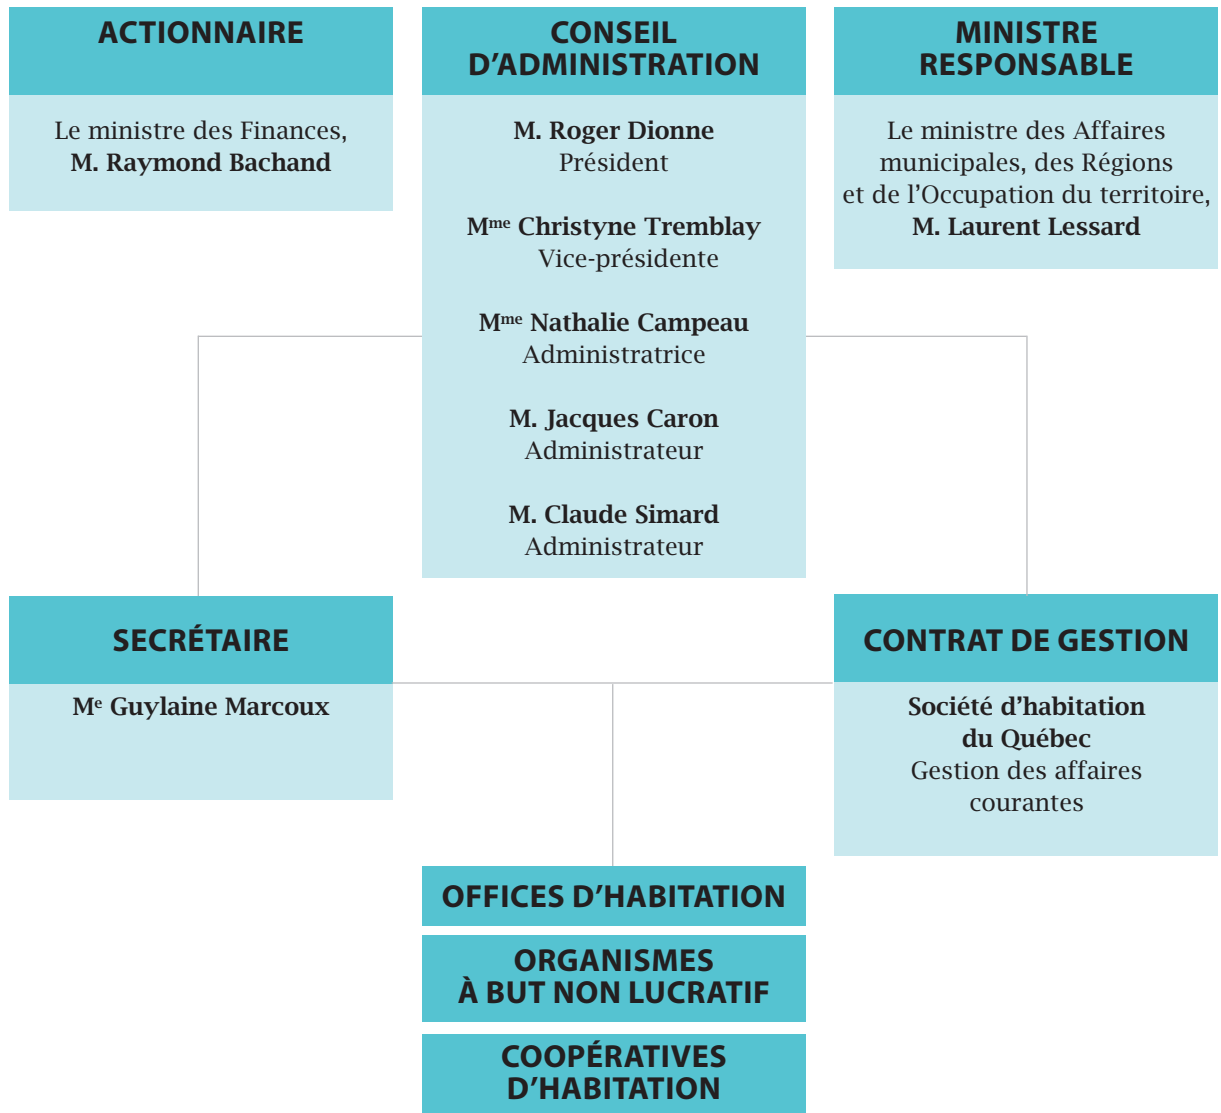 ACTIONNAIRE
Le ministre des Finances,
M. Raymond Bachand
CONSEIL
D’ADMINISTRATION
M. Roger Dionne
Président
Mme Christyne Tremblay
Vice-présidente
Mme Nathalie Campeau
Administratrice
M. Jacques Caron
Administrateur
M. Claude Simard
Administrateur
MINISTRE
RESPONSABLE
Le ministre des Affaires
municipales, des Régions
et de l’Occupation du territoire,
M. Laurent Lessard
SECRÉTAIRE
Me Guylaine Marcoux
CONTRAT DE GESTION
Société d’habitation
du Québec
Gestion des affaires
courantes
OFFICES D’HABITATION
ORGANISMES
À BUT NON LUCRATIF
COOPÉRATIVES
D’HABITATION